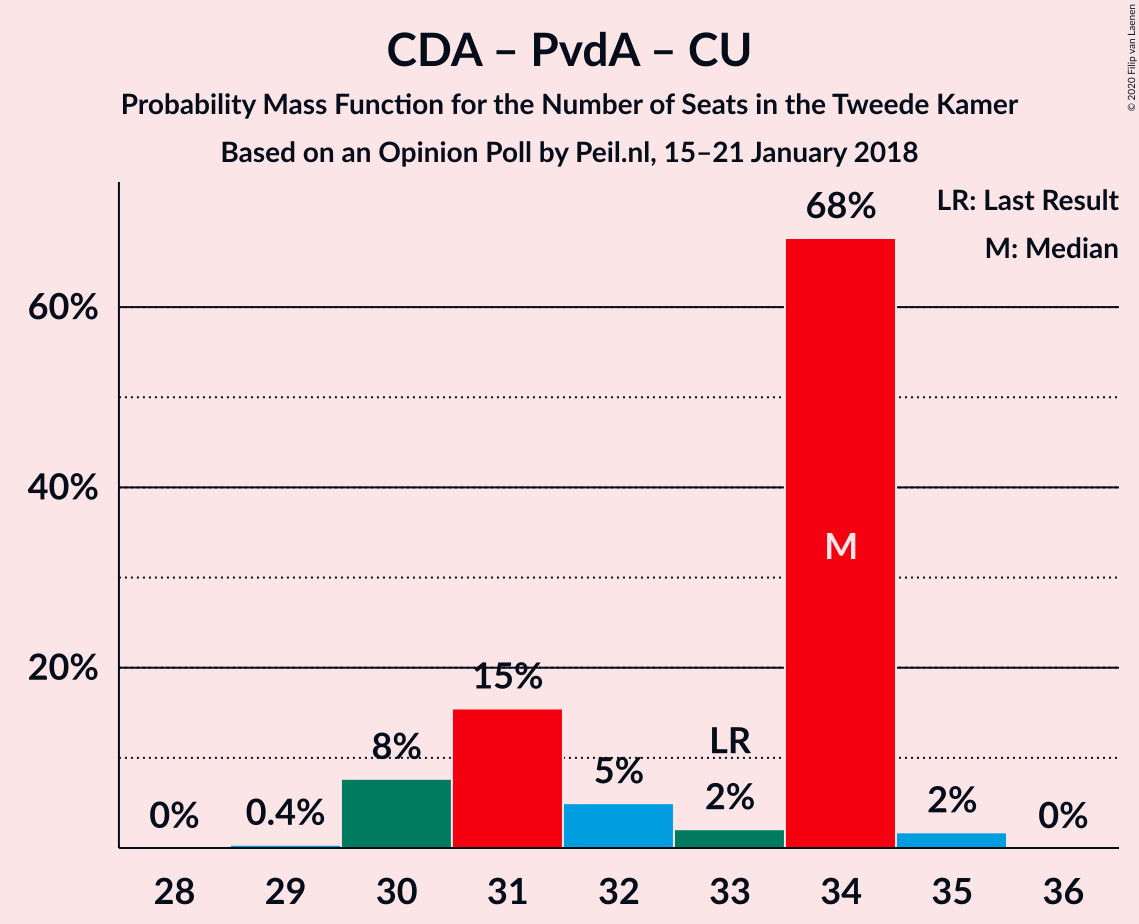 CDA – PvdA – CU
Probability Mass Function for the Number of Seats in the Tweede Kamer
Based on an Opinion Poll by Peil.nl, 15–21 January 2018
© 2020 Filip van Laenen
LR: Last Result
M: Median
60%
40%
20%
0%
0.4%
8%
15%
5%
LR
2%
68%
M
2%
0%
28 29 30 31 32 33 34 35 36